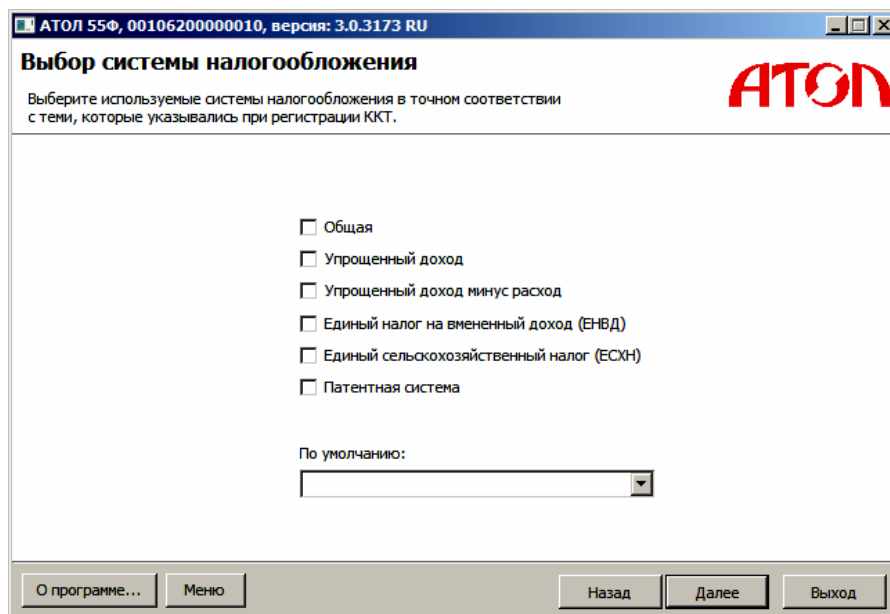 АТОЛ 55Ф, 00106200000010, версия: 3.0.3173 RU
Выбор системы налогообложения
Выберите используемые системы налогообложения в точном соответствии
с теми, которые указывались при регистрации ККТ.
АТОЛ
Общая
Упрощенный доход
Упрощенный доход минус расход
Единый налог на вмененный доход (ЕНВД)
Единый сельскохозяйственный налог (ЕСХН)
Патентная система
По умолчанию:
О программе... Меню Назад Далее Выход